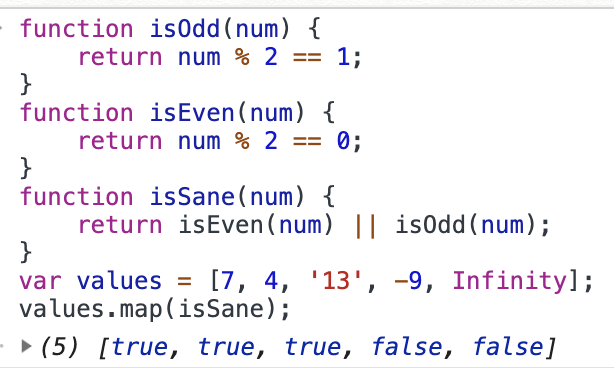 function isOdd(num) {
    return num % 2 == 1;
}
function isEven(num) {
    return num % 2 == 0;
}
function isSane(num) {
    return isEven(num) || isOdd(num);
}
var values = [7, 4, '13', -9, Infinity];
values.map(isSane);
(5) [true, true, true, false, false]